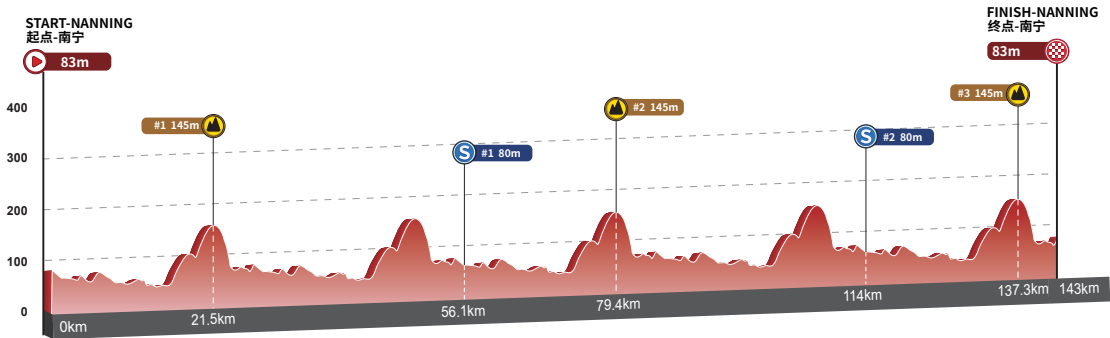 START-NANNING
起点-南宁
83m
FINISH-NANNING
终点-南宁
83m
400
300
200
100
0
#1 145m
S #1 80m
#2 145m
S #2 80m
#3 145m
0km
21.5km
56.1km
79.4km
114km
137.3km
143km